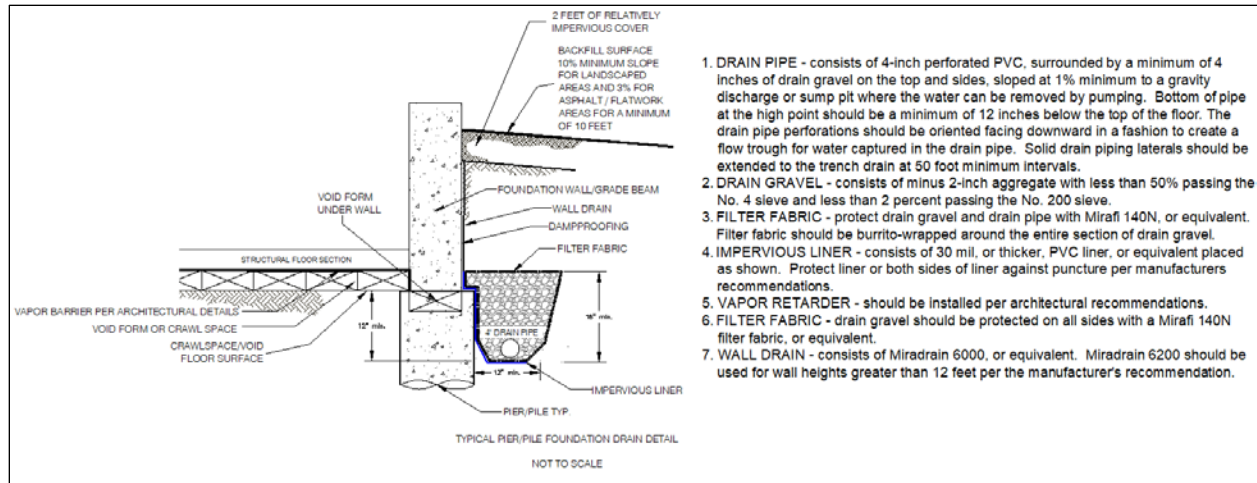 2 FEET OF RELATIVELY
IMPERVIOUS COVER
BACKFILL SURFACE
10% MINIMUM SLOPE
FOR LANDSCAPED
AREAS AND 3% FOR
ASPHALT / FLATWORK
AREAS FOR A MINIMUM
OF 10 FEET
VOID FORM
UNDER WALL
FOUNDATION WALL/GRADE BEAM
WALL DRAIN
DAMPPROOFING
FILTER FABRIC
STRUCTURAL FLOOR SECTION
VAPOR BARRIER PER ARCHITECTURAL DETAILS
VOID FORM OR CRAWL SPACE
CRAWLSPACE/VOID
FLOOR SURFACE
12" min.
4' DRAIN PIPE
16" min.
12" min.
IMPERVIOUS LINER
PIER/PILE TYP.
TYPICAL PIER/PILE FOUNDATION DRAIN DETAIL
NOT TO SCALE
1. DRAIN PIPE - consists of 4-inch perforated PVC, surrounded by a minimum of 4
inches of drain gravel on the top and sides, sloped at 1% minimum to a gravity
discharge or sump pit where the water can be removed by pumping. Bottom of pipe
at the high point should be a minimum of 12 inches below the top of the floor. The
drain pipe perforations should be oriented facing downward in a fashion to create a
flow trough for water captured in the drain pipe. Solid drain piping laterals should be
extended to the trench drain at 50 foot minimum intervals.
2. DRAIN GRAVEL - consists of minus 2-inch aggregate with less than 50% passing the
No. 4 sieve and less than 2 percent passing the No. 200 sieve.
3. FILTER FABRIC - protect drain gravel and drain pipe with Mirafi 140N, or equivalent.
Filter fabric should be burrito-wrapped around the entire section of drain gravel.
4. IMPERVIOUS LINER - consists of 30 mil, or thicker, PVC liner, or equivalent placed
as shown. Protect liner or both sides of liner against puncture per manufacturers
recommendations.
5. VAPOR RETARDER - should be installed per architectural recommendations.
6. FILTER FABRIC - drain gravel should be protected on all sides with a Mirafi 140N
filter fabric, or equivalent.
7. WALL DRAIN - consists of Miradrain 6000, or equivalent. Miradrain 6200 should be
used for wall heights greater than 12 feet per the manufacturer's recommendation.